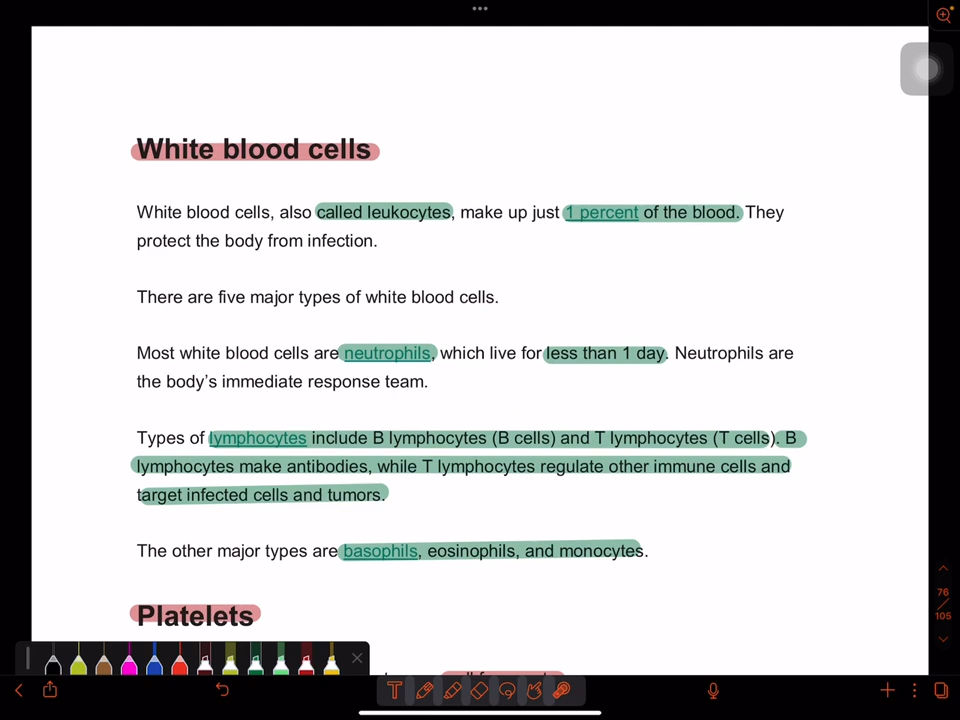 White blood cells
White blood cells, also called leukocytes, make up just 1 percent of the blood. They
protect the body from infection.
There are five major types of white blood cells.
Most white blood cells are neutrophils, which live for less than 1 day. Neutrophils are
the body’s immediate response team.
Types of lymphocytes include B lymphocytes (B cells) and T lymphocytes (T cells). B
lymphocytes make antibodies, while T lymphocytes regulate other immune cells and
target infected cells and tumors.
The other major types are basophils, eosinophils, and monocytes.
Platelets
76
105